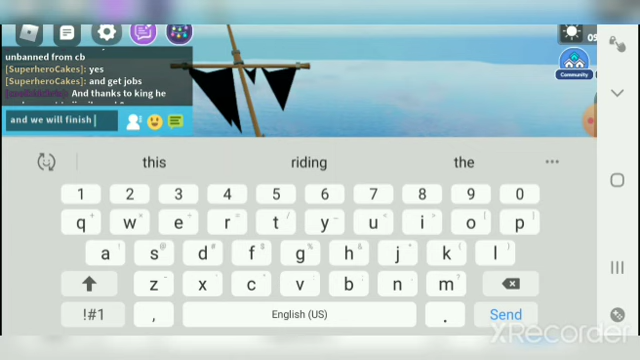 unbanned from cb
[SuperheroCakes]: yes
[SuperheroCakes]: and get jobs
And thanks to king he
and we will finish
05
Community
this riding the
1 2 3 4 5 6 7 8 9 0
q w e r t y u i o p
a s d f g h j k l
z x c v b n m
!#1 , English (US) . Send
XRecorder